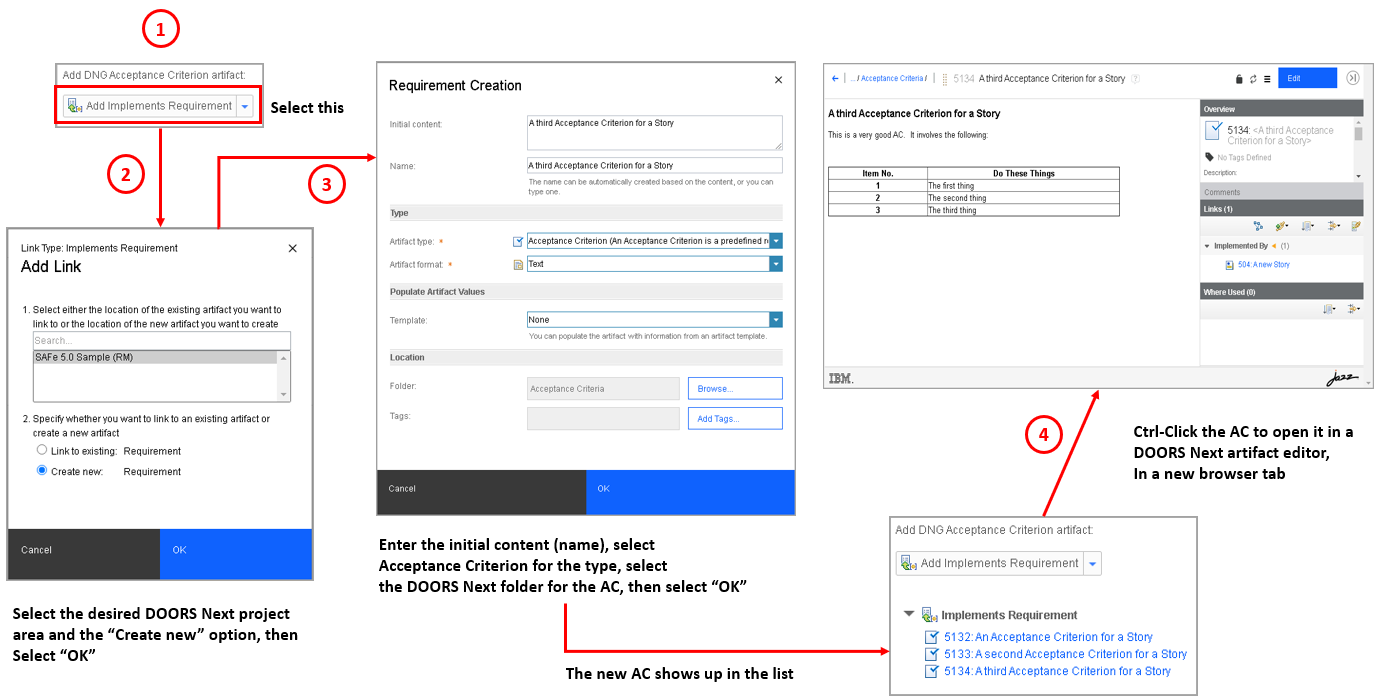 1
Add DNG Acceptance Criterion artifact:
Add Implements Requirement
Select this
2
3
Link Type: Implements Requirement
Add Link
1. Select either the location of the existing artifact you want to
link to or the location of the new artifact you want to create
Search...
SAFe 5.0 Sample (RM)
2. Specify whether you want to link to an existing artifact or
create a new artifact
Link to existing: Requirement
Create new: Requirement
Cancel OK
Select the desired DOORS Next project
area and the “Create new” option, then
Select “OK”
Requirement Creation
Initial content: A third Acceptance Criterion for a Story
Name: A third Acceptance Criterion for a Story
The name can be automatically created based on the content, or you can
type one.
Type
Artifact type: * Acceptance Criterion (An Acceptance Criterion is a predefined r
Artifact format: * Text
Populate Artifact Values
Template: None
You can populate the artifact with information from an artifact template.
Location
Folder: Acceptance Criteria Browse...
Tags: Add Tags...
Cancel OK
Enter the initial content (name), select
Acceptance Criterion for the type, select
the DOORS Next folder for the AC, then select “OK”
The new AC shows up in the list
... / Acceptance Criteria / 5134 A third Acceptance Criterion for a Story
Edit
A third Acceptance Criterion for a Story
This is a very good AC. It involves the following:
Item No. Do These Things
1 The first thing
2 The second thing
3 The third thing
Overview
5134: <A third Acceptance
Criterion for a Story>
No Tags Defined
Description:
Comments
Links (1)
Implemented By (1)
504: A new Story
Where Used (0)
IBM. jazz
4
Ctrl-Click the AC to open it in a
DOORS Next artifact editor,
In a new browser tab
Add DNG Acceptance Criterion artifact:
Add Implements Requirement
Implements Requirement
5132: An Acceptance Criterion for a Story
5133: A second Acceptance Criterion for a Story
5134: A third Acceptance Criterion for a Story